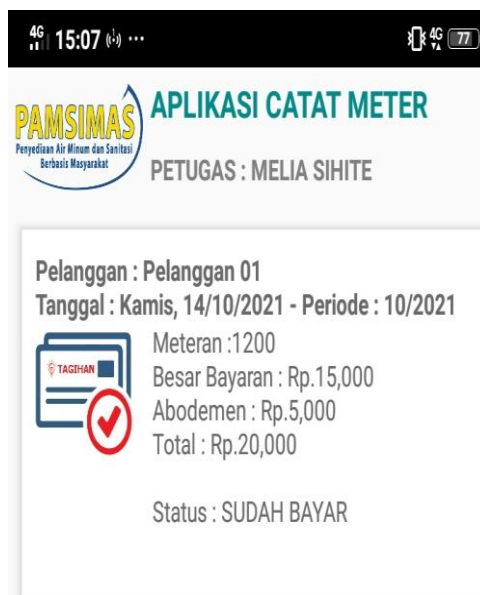 4G 15:07 ... 4G 77
PAMSIMAS
Penyediaan Air Minum dan Sanitasi
Berbasis Masyarakat
APLIKASI CATAT METER
PETUGAS : MELIA SIHITE
Pelanggan : Pelanggan 01
Tanggal : Kamis, 14/10/2021 - Periode : 10/2021
TAGIHAN
Meteran :1200
Besar Bayaran : Rp.15,000
Abodemen : Rp.5,000
Total : Rp.20,000
Status : SUDAH BAYAR